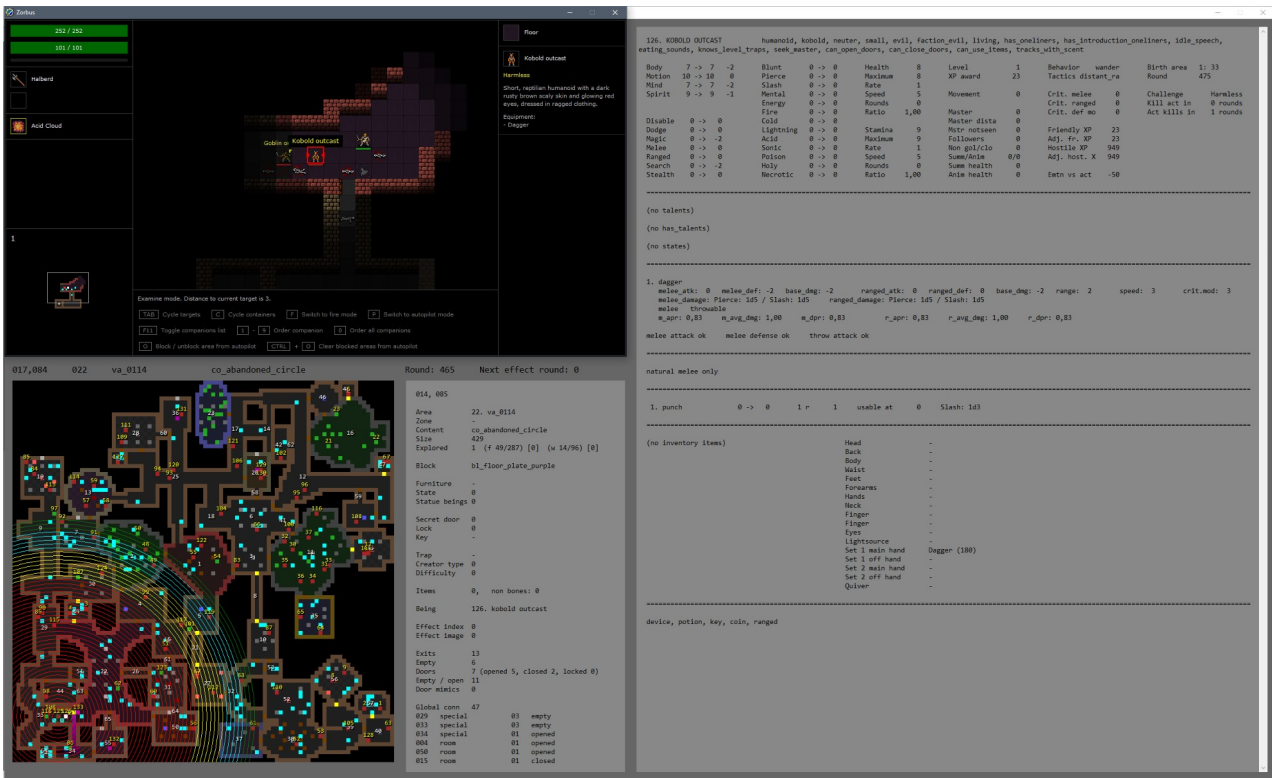 Zorbus
252 / 252
101 / 101
Halberd
Acid Cloud
1
Goblin o
Kobold outcast
Floor
Kobold outcast
Harmless
Short, reptilian humanoid with a dark
rusty brown scaly skin and glowing red
eyes, dressed in ragged clothing.
Equipment:
- Dagger
Examine mode. Distance to current target is 3.
TAB Cycle targets C Cycle containers F Switch to fire mode P Switch to autopilot mode
F11 Toggle companions list 1 - 9 Order companion 0 Order all companions
O Block / unblock area from autopilot CTRL + O Clear blocked areas from autopilot
017,084 022 va_0114 co_abandoned_circle Round: 465 Next effect round: 0
014, 085
Area 22. va_0114
Zone -
Content co_abandoned_circle
Size 429
Explored 1 (f 49/287) [0] (w 14/96) [0]
Block bl_floor_plate_purple
Furniture -
State 0
Statue beings 0
Secret door 0
Lock 0
Key -
Trap -
Creator type 0
Difficulty 0
Items 0, non bones: 0
Being 126. kobold outcast
Effect index 0
Effect image 0
Exits 13
Empty 6
Doors 7 (opened 5, closed 2, locked 0)
Empty / open 11
Door mimics 0
Global conn 47
029 special 03 empty
033 special 03 empty
034 special 01 opened
004 room 01 opened
050 room 01 opened
015 room 01 closed
126. KOBOLD OUTCAST humanoid, kobold, neuter, small, evil, faction_evil, living, has_oneliners, has_introduction_oneliners, idle_speech,
eating_sounds, knows_level_traps, seek_master, can_open_doors, can_close_doors, can_use_items, tracks_with_scent
Body 7 -> 7 -2 Blunt 0 -> 0 Health 8 Level 1 Behavior wander Birth area 1: 33
Motion 10 -> 10 0 Pierce 0 -> 0 Maximum 8 XP award 23 Tactics distant_ra Round 475
Mind 7 -> 7 -2 Slash 0 -> 0 Rate 1
Spirit 9 -> 9 -1 Mental 0 -> 0 Speed 5 Movement 0 Crit. melee 0 Challenge Harmless
Energy 0 -> 0 Rounds 0 Crit. ranged 0 Kill act in 0 rounds
Fire 0 -> 0 Ratio 1,00 Master 0 Crit. def mo 0 Act kills in 1 rounds
Disable 0 -> 0 Cold 0 -> 0 Master dista 0
Dodge 0 -> 0 Lightning 0 -> 0 Stamina 9 Mstr notseen 0 Friendly XP 23
Magic 0 -> -2 Acid 0 -> 0 Maximum 9 Followers 0 Adj. fr. XP 23
Melee 0 -> 0 Sonic 0 -> 0 Rate 1 Non gol/clo 0 Hostile XP 949
Ranged 0 -> 0 Poison 0 -> 0 Speed 5 Summ/Anim 0/0 Adj. host. X 949
Search 0 -> -2 Holy 0 -> 0 Rounds 0 Summ health 0
Stealth 0 -> 0 Necrotic 0 -> 0 Ratio 1,00 Anim health 0 Emtn vs act -50
(no talents)
(no has_talents)
(no states)
1. dagger
melee_atk: 0 melee_def: -2 base_dmg: -2 ranged_atk: 0 ranged_def: 0 base_dmg: -2 range: 2 speed: 3 crit.mod: 3
melee_damage: Pierce: 1d5 / Slash: 1d5 ranged_damage: Pierce: 1d5 / Slash: 1d5
melee throwable
m_apr: 0,83 m_avg_dmg: 1,00 m_dpr: 0,83 r_apr: 0,83 r_avg_dmg: 1,00 r_dpr: 0,83
melee attack ok melee defense ok throw attack ok
natural melee only
1. punch 0 -> 0 1 r 1 usable at 0 Slash: 1d3
(no inventory items) Head -
Back -
Body -
Waist -
Feet -
Forearms -
Hands -
Neck -
Finger -
Finger -
Eyes -
Lightsource -
Set 1 main hand Dagger (180)
Set 1 off hand -
Set 2 main hand -
Set 2 off hand -
Quiver -
device, potion, key, coin, ranged